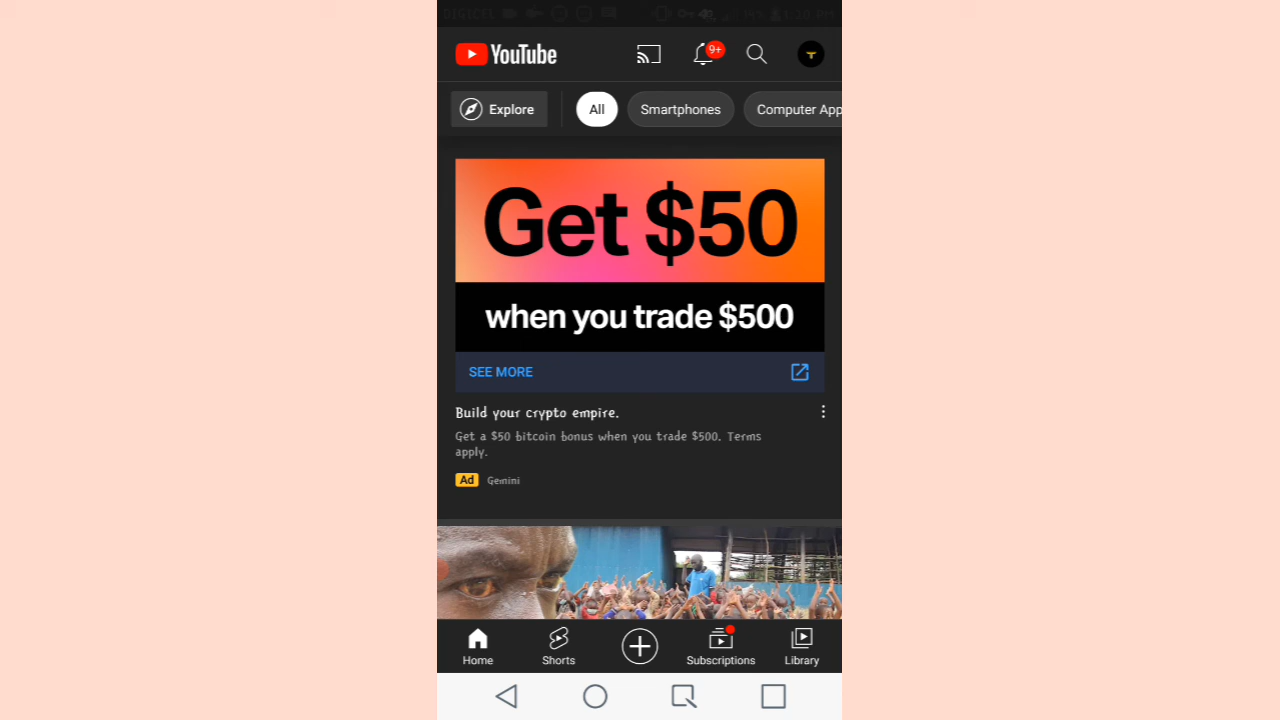 DIGICEL
YouTube
9+
Explore
All
Smartphones
Computer App
Get $50
when you trade $500
SEE MORE
Build your crypto empire.
Get a $50 bitcoin bonus when you trade $500. Terms
apply.
Ad Gemini
Home
Shorts
Subscriptions
Library